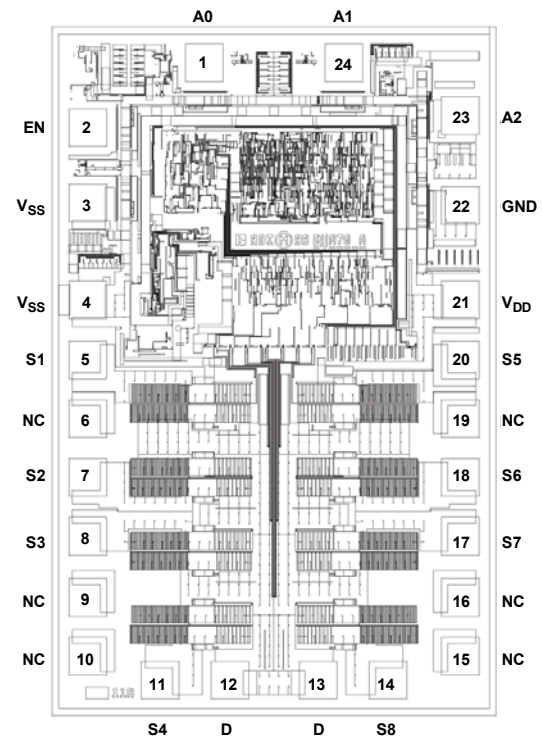 A0 A1
1 24
EN 2 23 A2
VSS 3 22 GND
VSS 4 21 VDD
S1 5 20 S5
NC 6 19 NC
S2 7 18 S6
S3 8 17 S7
NC 9 16 NC
NC 10 15 NC
11 12 13 14
S4 D D S8